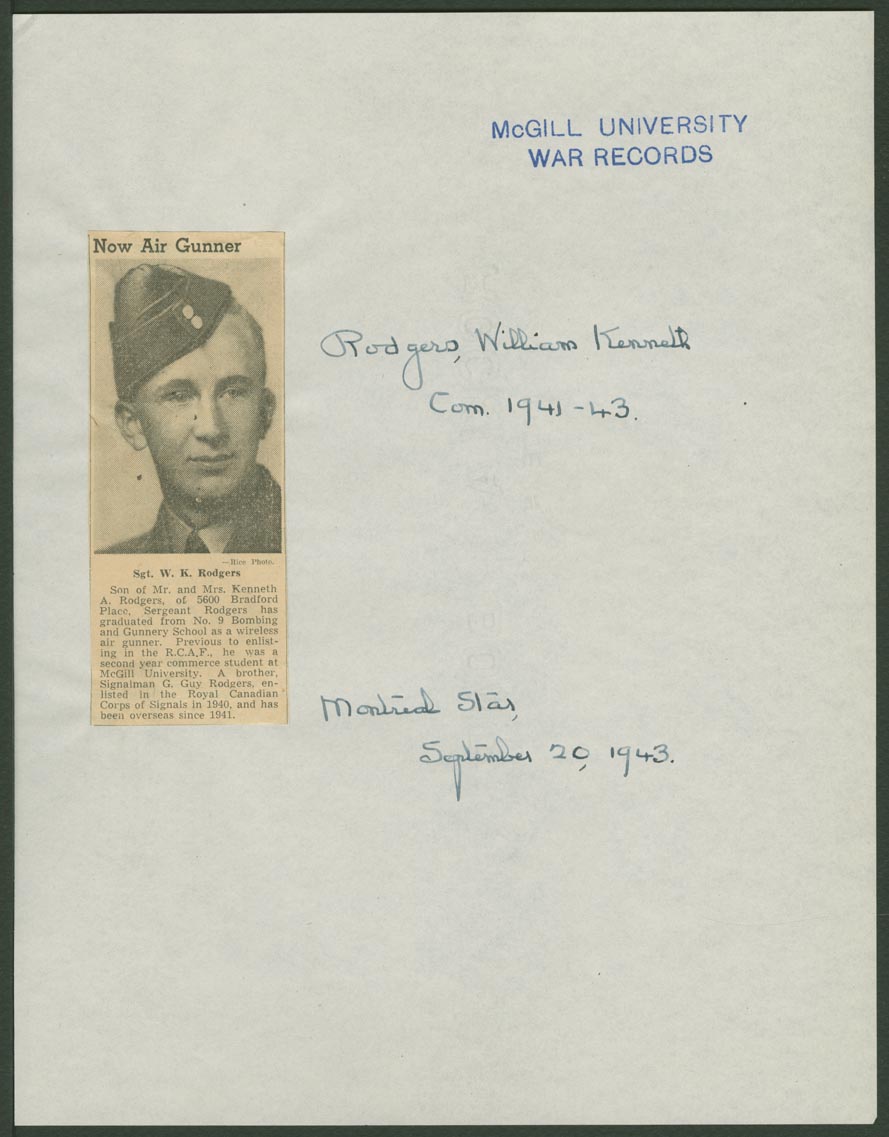 McGILL UNIVERSITY
WAR RECORDS
Now Air Gunner
—Rice Photo.
Sgt. W. K. Rodgers
Son of Mr. and Mrs. Kenneth
A. Rodgers, of 5600 Bradford
Place, Sergeant Rodgers has
graduated from No. 9 Bombing
and Gunnery School as a wireless
air gunner. Previous to enlist-
ing in the R.C.A.F., he was a
second year commerce student at
McGill University. A brother,
Signalman G. Guy Rodgers, en-
listed in the Royal Canadian
Corps of Signals in 1940, and has
been overseas since 1941.
Rodgers, William Kenneth
Com. 1941-43.
Montreal Star,
September 20, 1943.